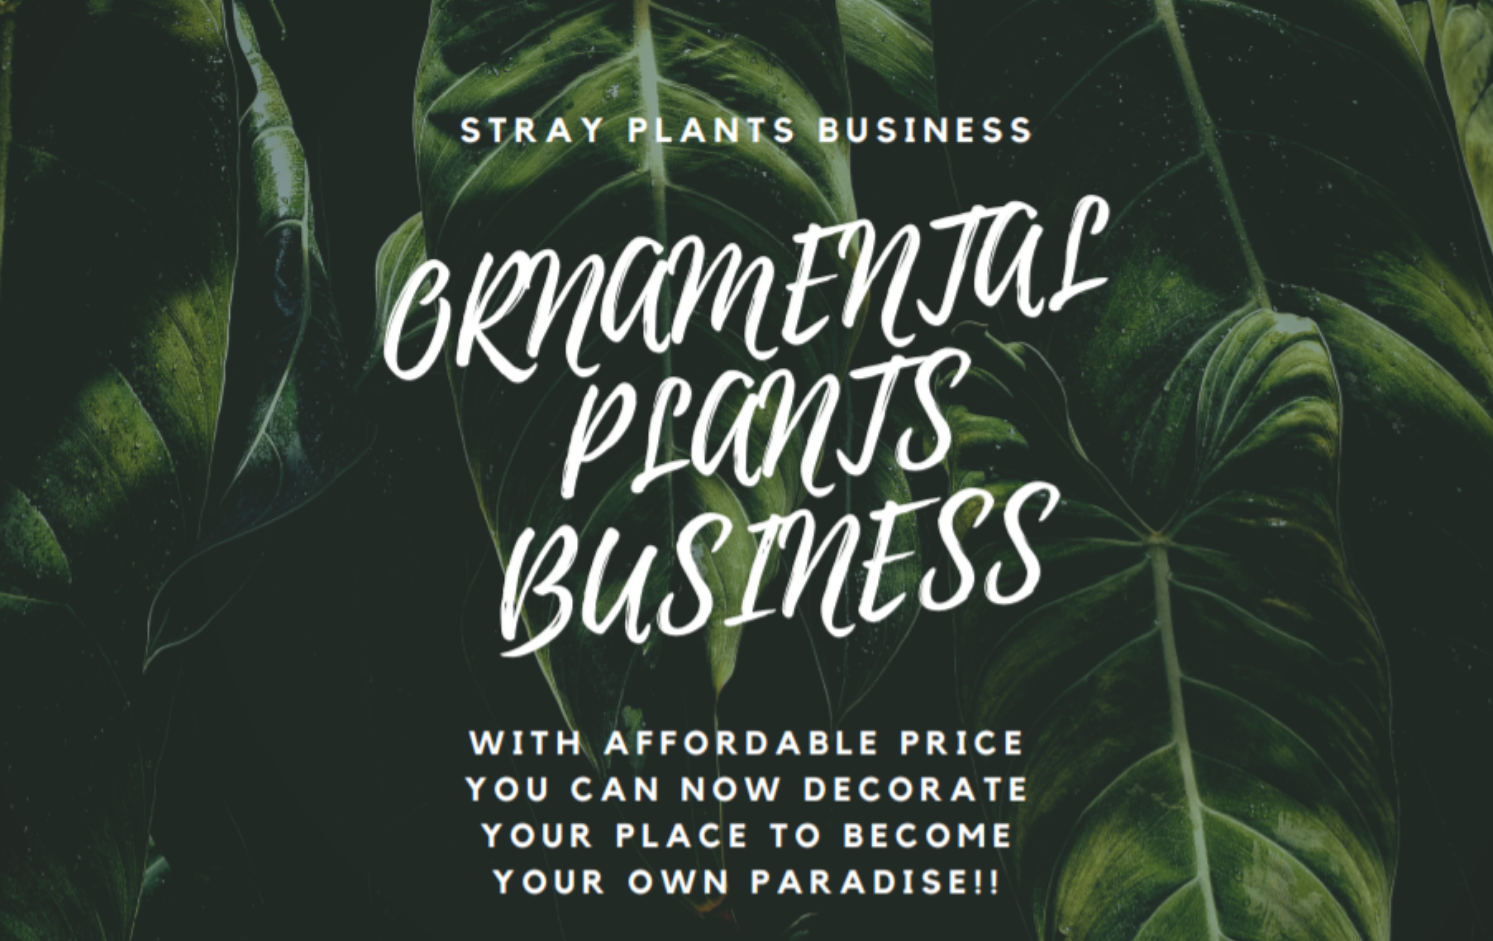 STRAY PLANTS BUSINESS
ORNAMENTAL
PLANTS
BUSINESS
WITH AFFORDABLE PRICE
YOU CAN NOW DECORATE
YOUR PLACE TO BECOME
YOUR OWN PARADISE!!